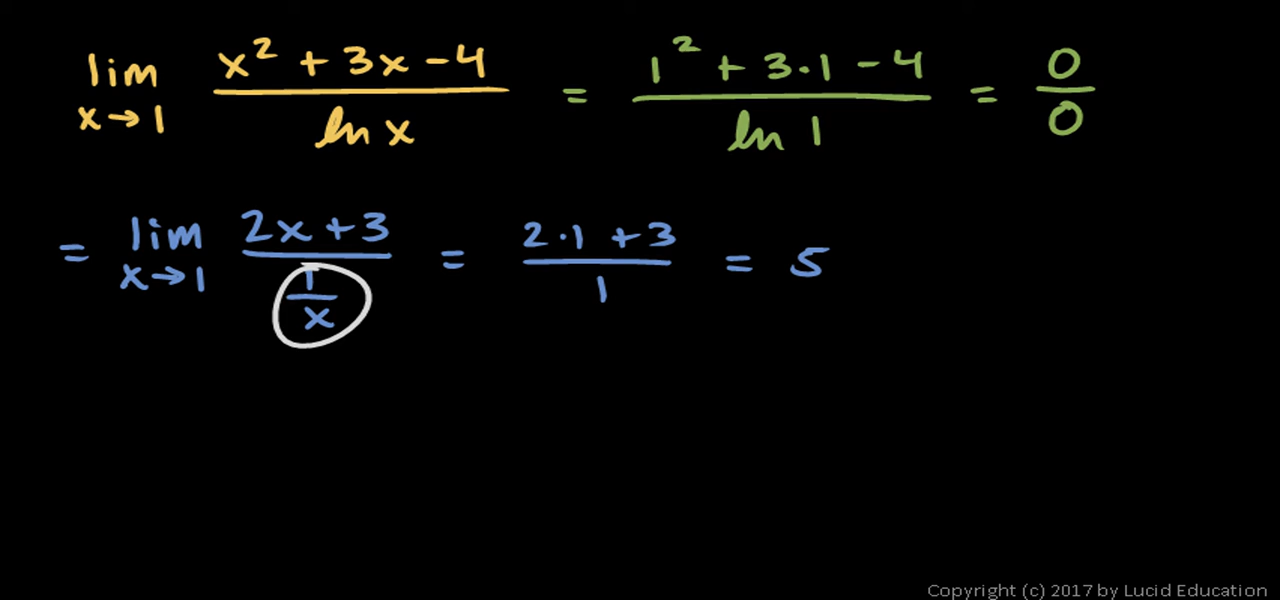 lim x→1 (x² + 3x - 4)/(ln x) = (1² + 3·1 - 4)/(ln 1) = 0/0
= lim x→1 (2x + 3)/(1/x) = (2·1 + 3)/1 = 5
Copyright (c) 2017 by Lucid Education